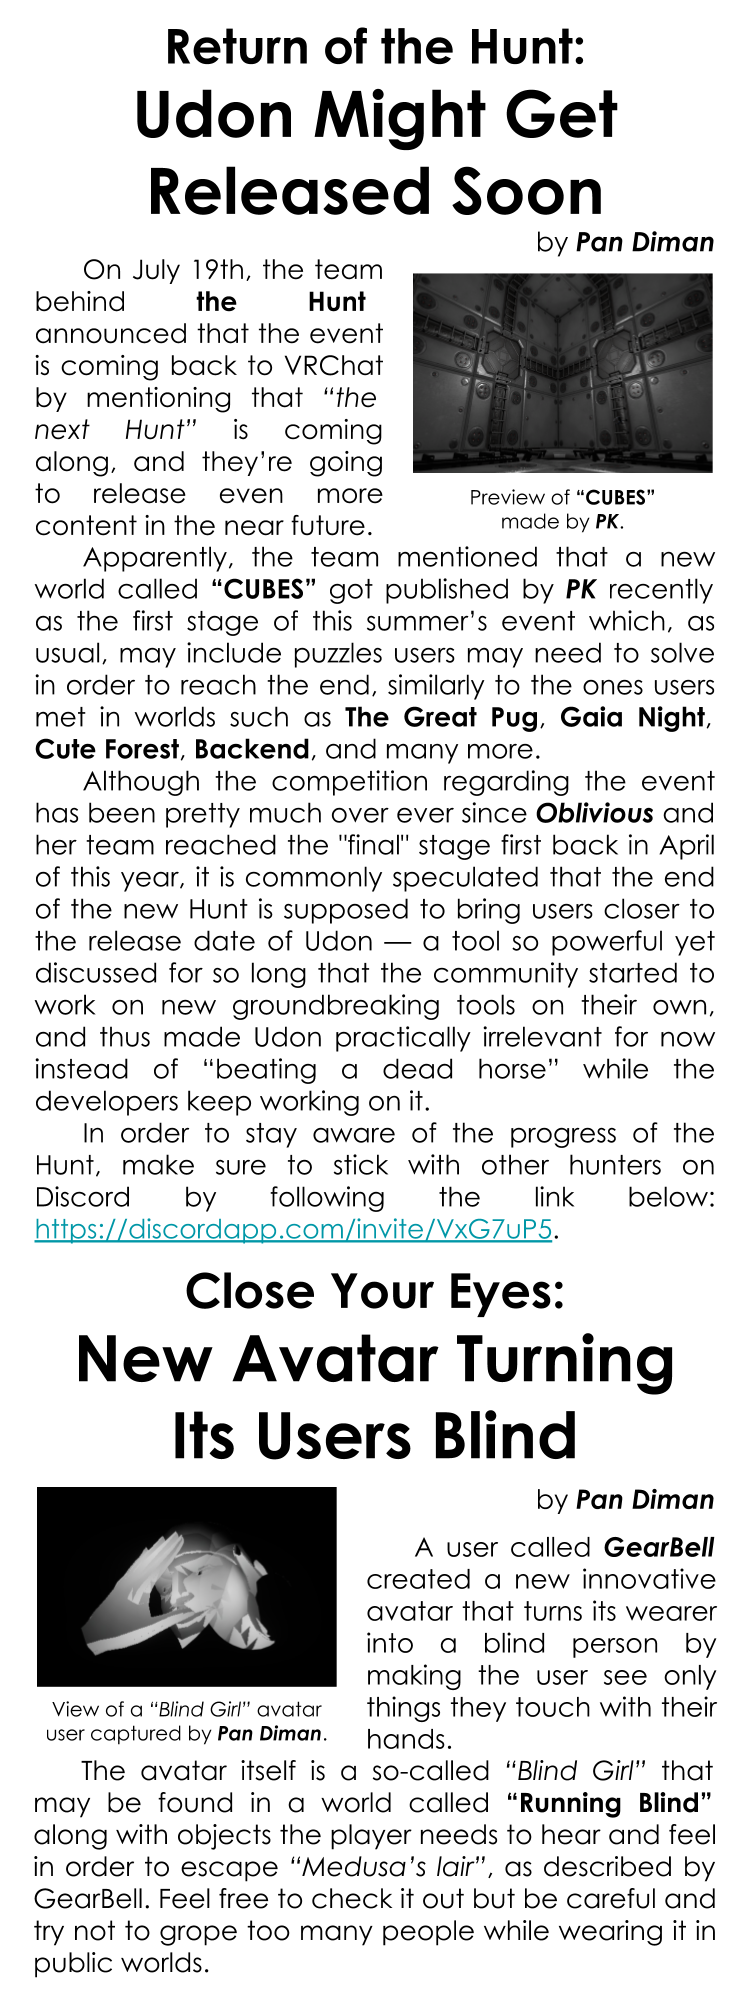 Return of the Hunt:
Udon Might Get
Released Soon
by Pan Diman
On July 19th, the team
behind the Hunt
announced that the event
is coming back to VRChat
by mentioning that “the
next Hunt” is coming
along, and they’re going
to release even more
content in the near future.
Preview of “CUBES”
made by PK.
Apparently, the team mentioned that a new
world called “CUBES” got published by PK recently
as the first stage of this summer’s event which, as
usual, may include puzzles users may need to solve
in order to reach the end, similarly to the ones users
met in worlds such as The Great Pug, Gaia Night,
Cute Forest, Backend, and many more.
Although the competition regarding the event
has been pretty much over ever since Oblivious and
her team reached the "final" stage first back in April
of this year, it is commonly speculated that the end
of the new Hunt is supposed to bring users closer to
the release date of Udon — a tool so powerful yet
discussed for so long that the community started to
work on new groundbreaking tools on their own,
and thus made Udon practically irrelevant for now
instead of “beating a dead horse” while the
developers keep working on it.
In order to stay aware of the progress of the
Hunt, make sure to stick with other hunters on
Discord by following the link below:
https://discordapp.com/invite/VxG7uP5.
Close Your Eyes:
New Avatar Turning
Its Users Blind
by Pan Diman
View of a “Blind Girl” avatar
user captured by Pan Diman.
A user called GearBell
created a new innovative
avatar that turns its wearer
into a blind person by
making the user see only
things they touch with their
hands.
The avatar itself is a so-called “Blind Girl” that
may be found in a world called “Running Blind”
along with objects the player needs to hear and feel
in order to escape “Medusa’s lair”, as described by
GearBell. Feel free to check it out but be careful and
try not to grope too many people while wearing it in
public worlds.